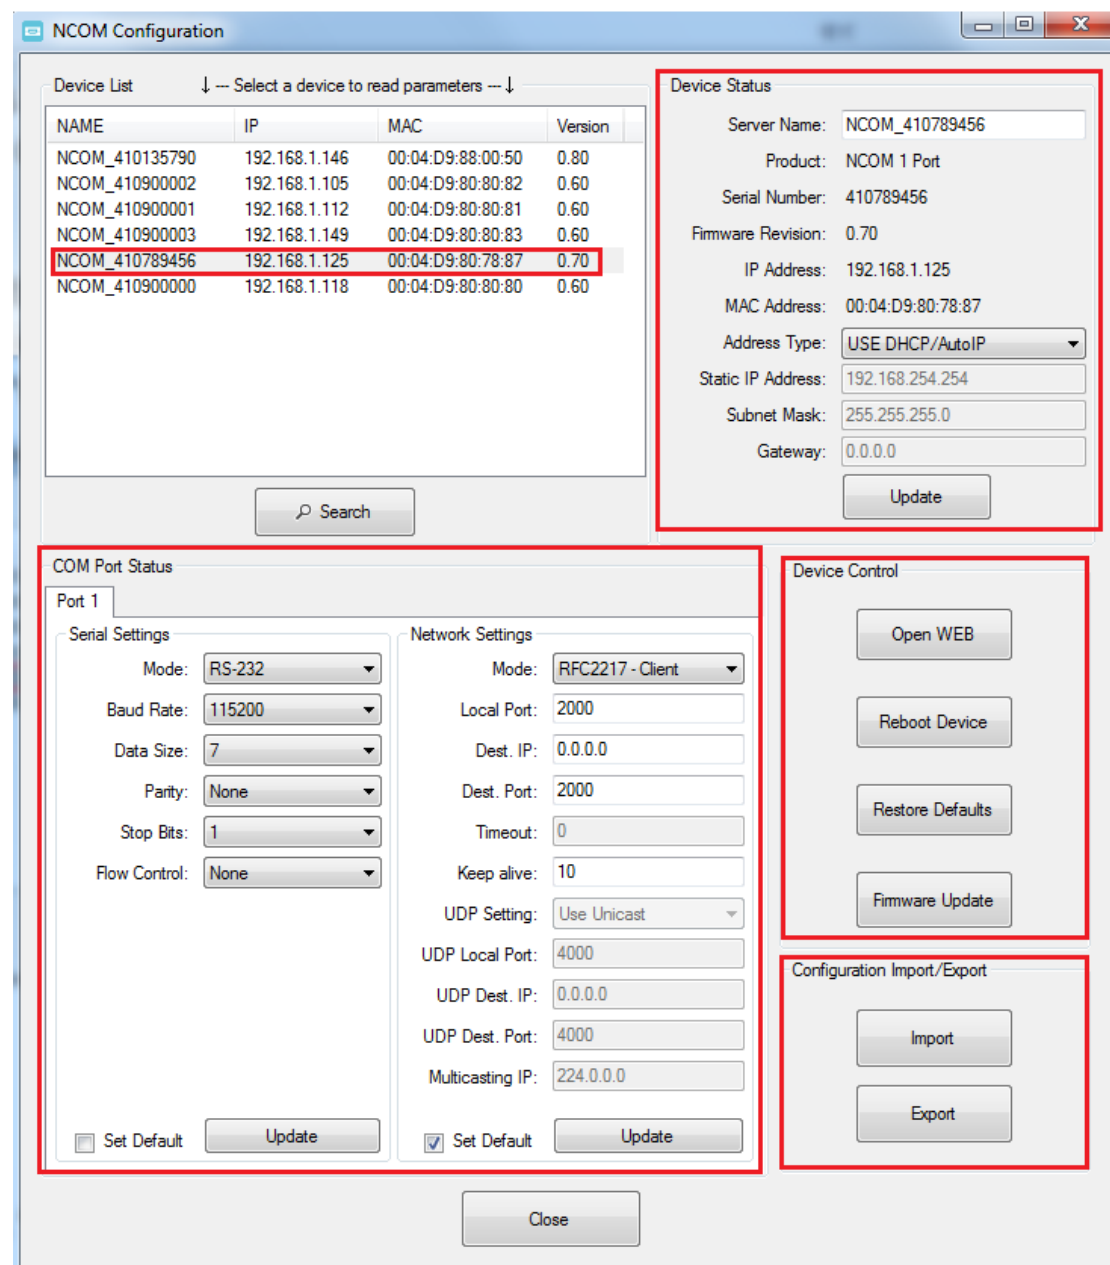 NCOM Configuration
Device List ↓ --- Select a device to read parameters --- ↓
NAME IP MAC Version
NCOM_410135790 192.168.1.146 00:04:D9:88:00:50 0.80
NCOM_410900002 192.168.1.105 00:04:D9:80:80:82 0.60
NCOM_410900001 192.168.1.112 00:04:D9:80:80:81 0.60
NCOM_410900003 192.168.1.149 00:04:D9:80:80:83 0.60
NCOM_410789456 192.168.1.125 00:04:D9:80:78:87 0.70
NCOM_410900000 192.168.1.118 00:04:D9:80:80:80 0.60
Search
Device Status
Server Name: NCOM_410789456
Product: NCOM 1 Port
Serial Number: 410789456
Firmware Revision: 0.70
IP Address: 192.168.1.125
MAC Address: 00:04:D9:80:78:87
Address Type: USE DHCP/AutoIP
Static IP Address: 192.168.254.254
Subnet Mask: 255.255.255.0
Gateway: 0.0.0.0
Update
COM Port Status
Port 1
Serial Settings
Mode: RS-232
Baud Rate: 115200
Data Size: 7
Parity: None
Stop Bits: 1
Flow Control: None
Set Default Update
Network Settings
Mode: RFC2217 - Client
Local Port: 2000
Dest. IP: 0.0.0.0
Dest. Port: 2000
Timeout: 0
Keep alive: 10
UDP Setting: Use Unicast
UDP Local Port: 4000
UDP Dest. IP: 0.0.0.0
UDP Dest. Port: 4000
Multicasting IP: 224.0.0.0
Set Default Update
Device Control
Open WEB
Reboot Device
Restore Defaults
Firmware Update
Configuration Import/Export
Import
Export
Close